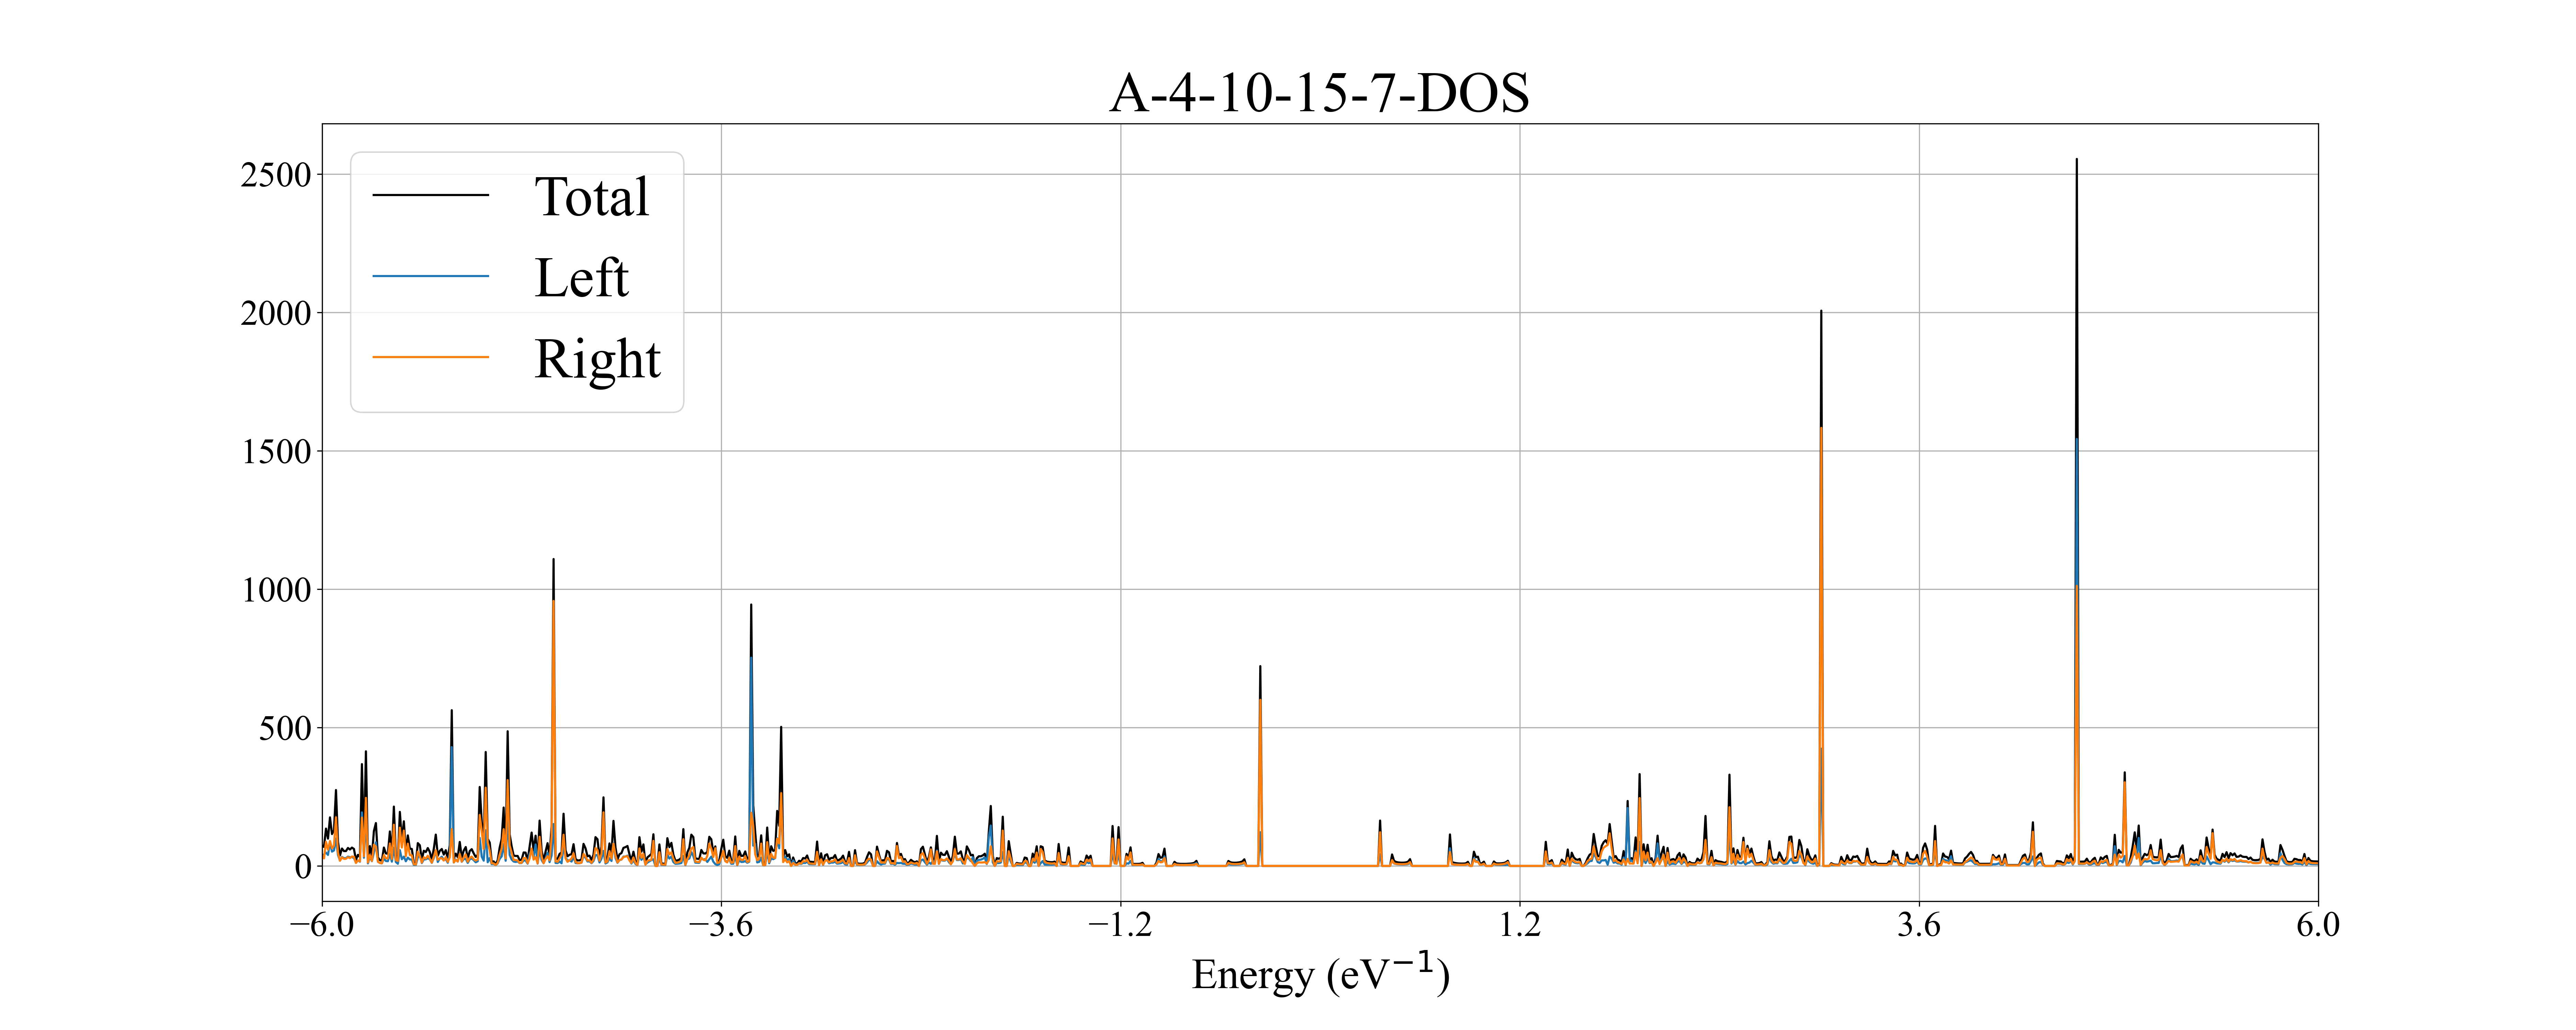 A-4-10-15-7-DOS
2500
2000
1500
1000
500
0
Total
Left
Right
−6.0
−3.6
−1.2
1.2
3.6
6.0
Energy (eV⁻¹)